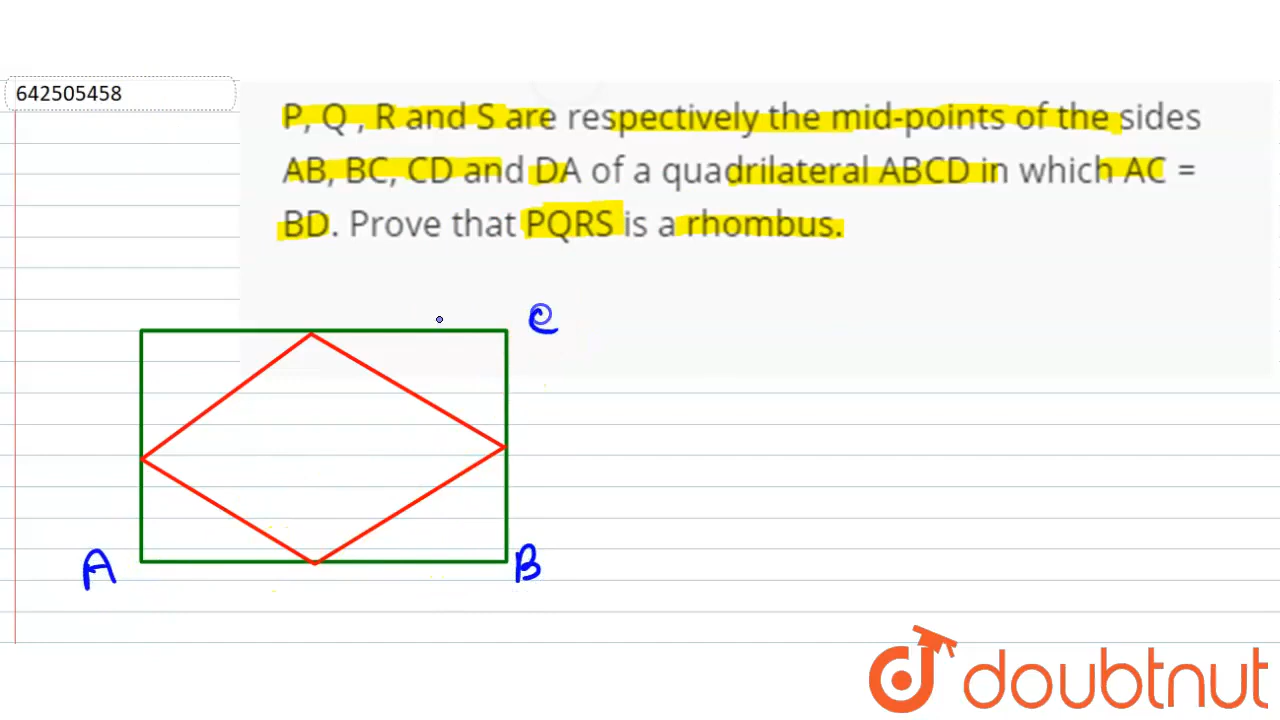 642505458
P, Q , R and S are respectively the mid-points of the sides
AB, BC, CD and DA of a quadrilateral ABCD in which AC =
BD. Prove that PQRS is a rhombus.
C
A
B
doubtnut